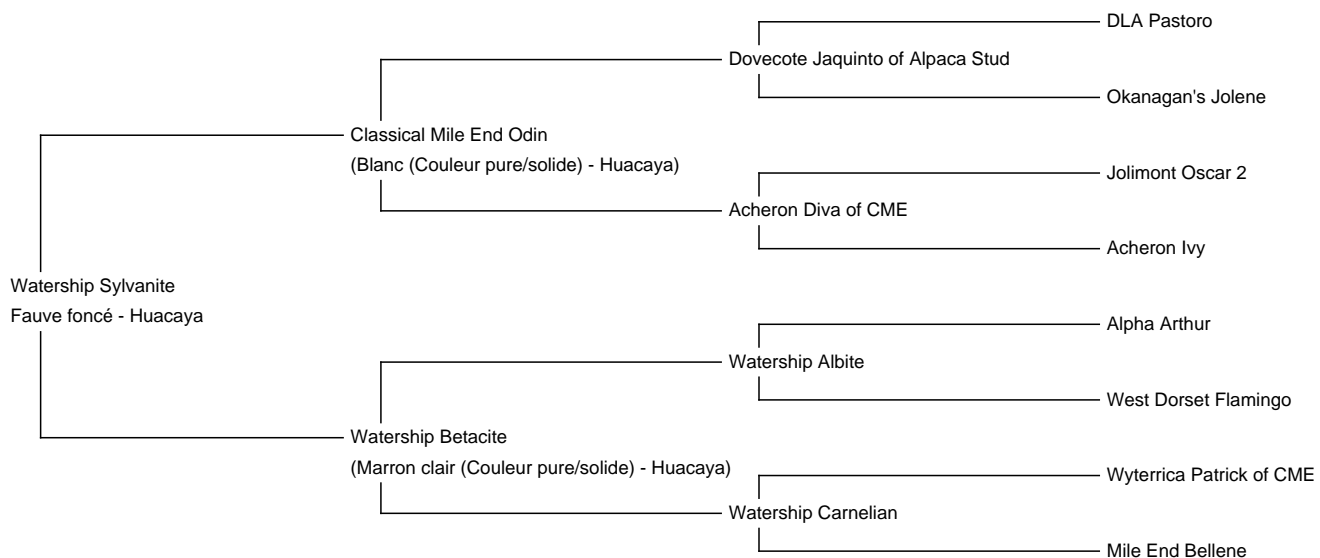 DLA Pastoro
Dovecote Jaquinto of Alpaca Stud
Okanagan's Jolene
Classical Mile End Odin
(Blanc (Couleur pure/solide) - Huacaya)
Jolimont Oscar 2
Acheron Diva of CME
Acheron Ivy
Watership Sylvanite
Fauve foncé - Huacaya
Alpha Arthur
Watership Albite
West Dorset Flamingo
Watership Betacite
(Marron clair (Couleur pure/solide) - Huacaya)
Wyterrica Patrick of CME
Watership Carnelian
Mile End Bellene